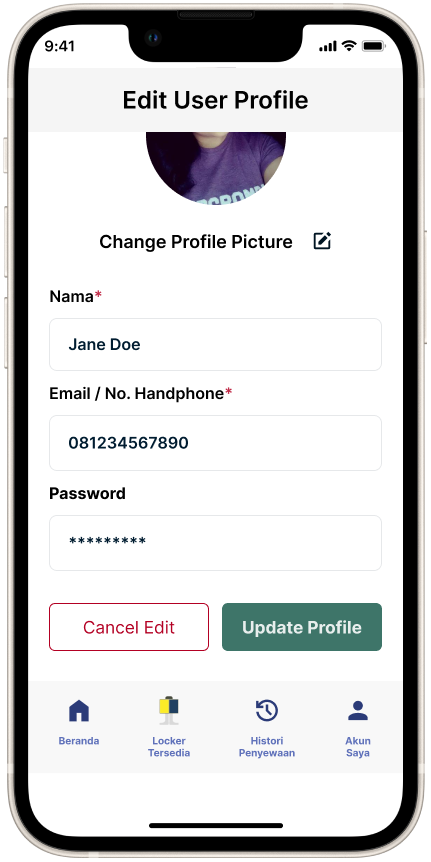 9:41
Edit User Profile
Change Profile Picture
Nama*
Jane Doe
Email / No. Handphone*
081234567890
Password
*********
Cancel Edit
Update Profile
Beranda
Locker
Tersedia
Histori
Penyewaan
Akun
Saya